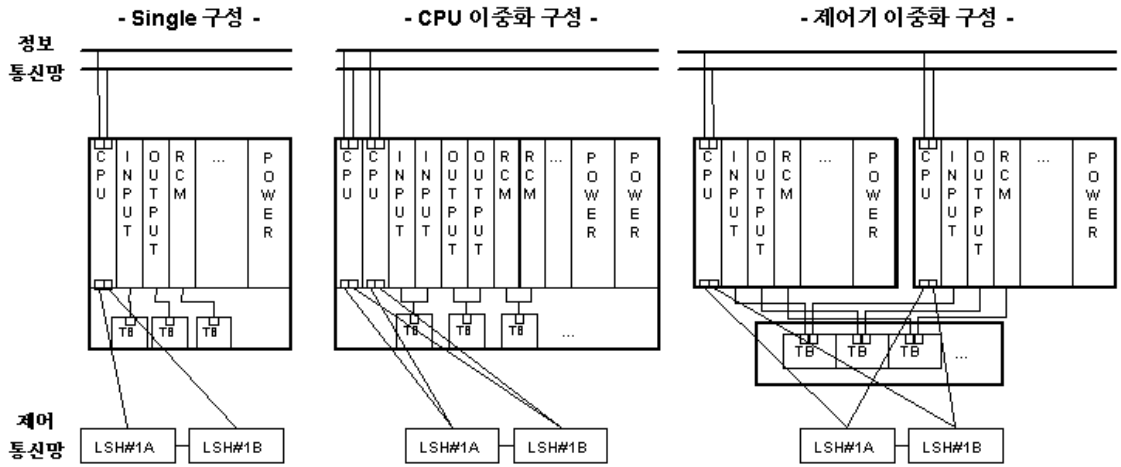 - Single 구성 -
- CPU 이중화 구성 -
- 제어기 이중화 구성 -
정보
통신망
CPU
INPUT
OUTPUT
RCM
...
POWER
TB
TB
TB
CPU
CPU
INPUT
INPUT
OUTPUT
OUTPUT
RCM
RCM
...
POWER
POWER
TB
TB
TB
...
CPU
INPUT
OUTPUT
RCM
...
POWER
CPU
INPUT
OUTPUT
RCM
...
POWER
TB
TB
TB
...
제어
통신망
LSH#1A
LSH#1B
LSH#1A
LSH#1B
LSH#1A
LSH#1B